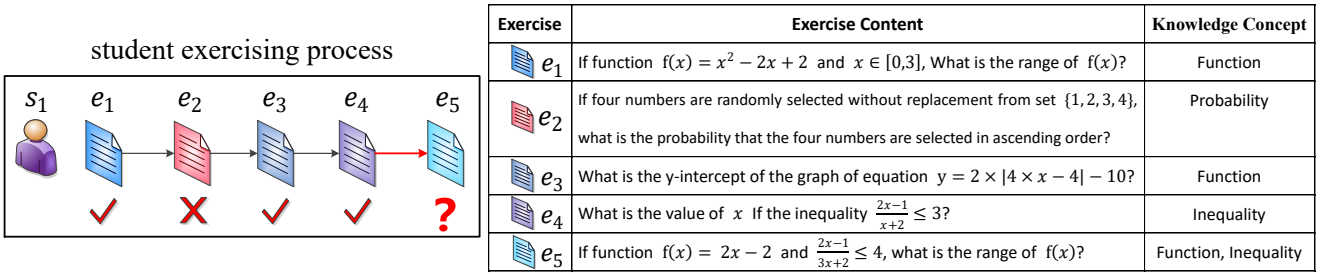 student exercising process
s₁ e₁ e₂ e₃ e₄ e₅
?
Exercise Exercise Content Knowledge Concept
e₁ If function f(x) = x² − 2x + 2 and x ∈ [0,3], What is the range of f(x)? Function
e₂ If four numbers are randomly selected without replacement from set {1, 2, 3, 4}, Probability
what is the probability that the four numbers are selected in ascending order?
e₃ What is the y-intercept of the graph of equation y = 2 × |4 × x − 4| − 10? Function
e₄ What is the value of x If the inequality (2x−1)/(x+2) ≤ 3? Inequality
e₅ If function f(x) = 2x − 2 and (2x−1)/(3x+2) ≤ 4, what is the range of f(x)? Function, Inequality